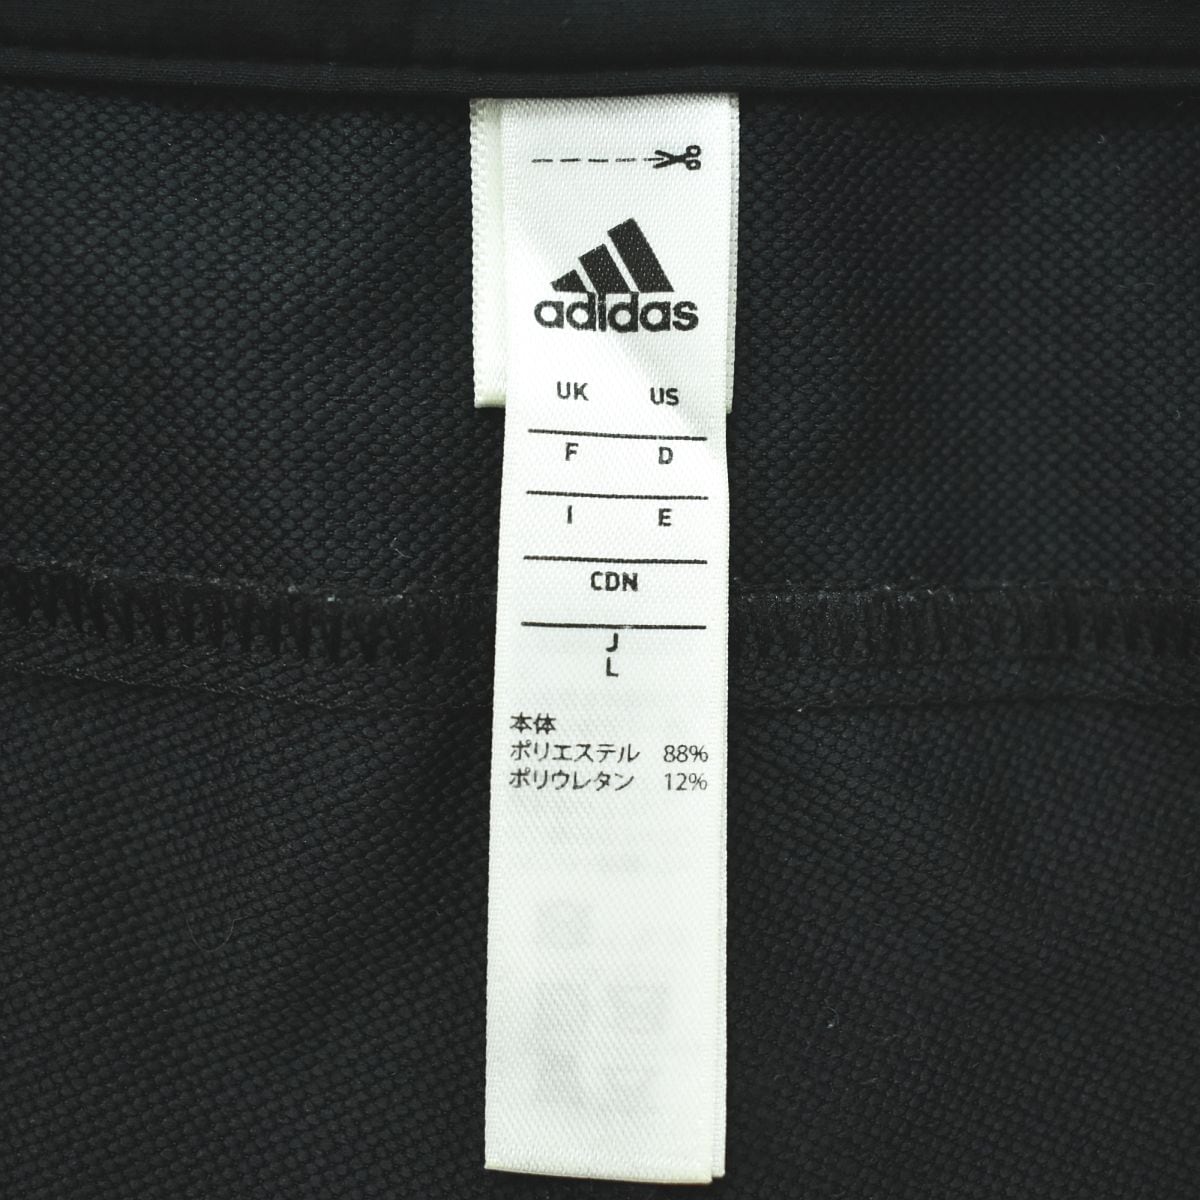 adidas
UK US
F D
I E
CDN
J
L
本体
ポリエステル 88%
ポリウレタン 12%